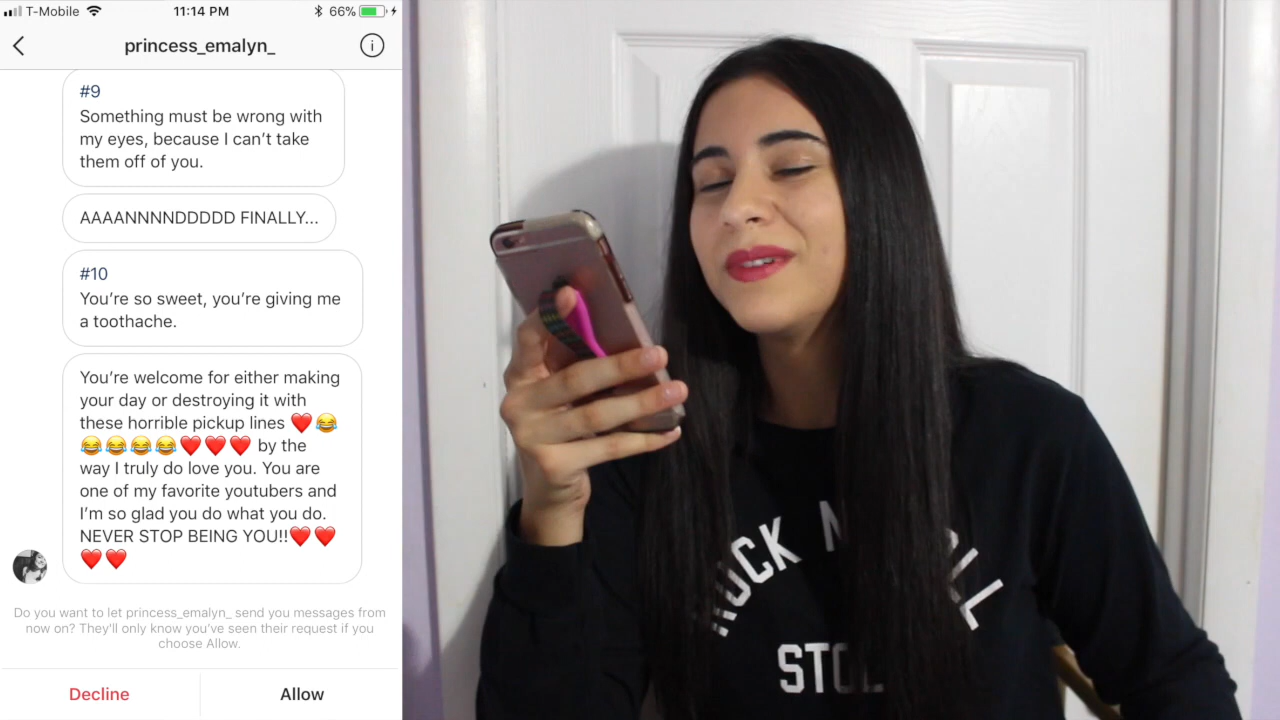 T-Mobile 11:14 PM 66%
princess_emalyn_
#9
Something must be wrong with
my eyes, because I can't take
them off of you.
AAAANNNNDDDDD FINALLY...
#10
You're so sweet, you're giving me
a toothache.
You're welcome for either making
your day or destroying it with
these horrible pickup lines ❤️😂
😂😂😂😂❤️❤️❤️ by the
way I truly do love you. You are
one of my favorite youtubers and
I'm so glad you do what you do.
NEVER STOP BEING YOU!!❤️❤️
❤️❤️
Do you want to let princess_emalyn_ send you messages from
now on? They'll only know you've seen their request if you
choose Allow.
Decline Allow
ROCK